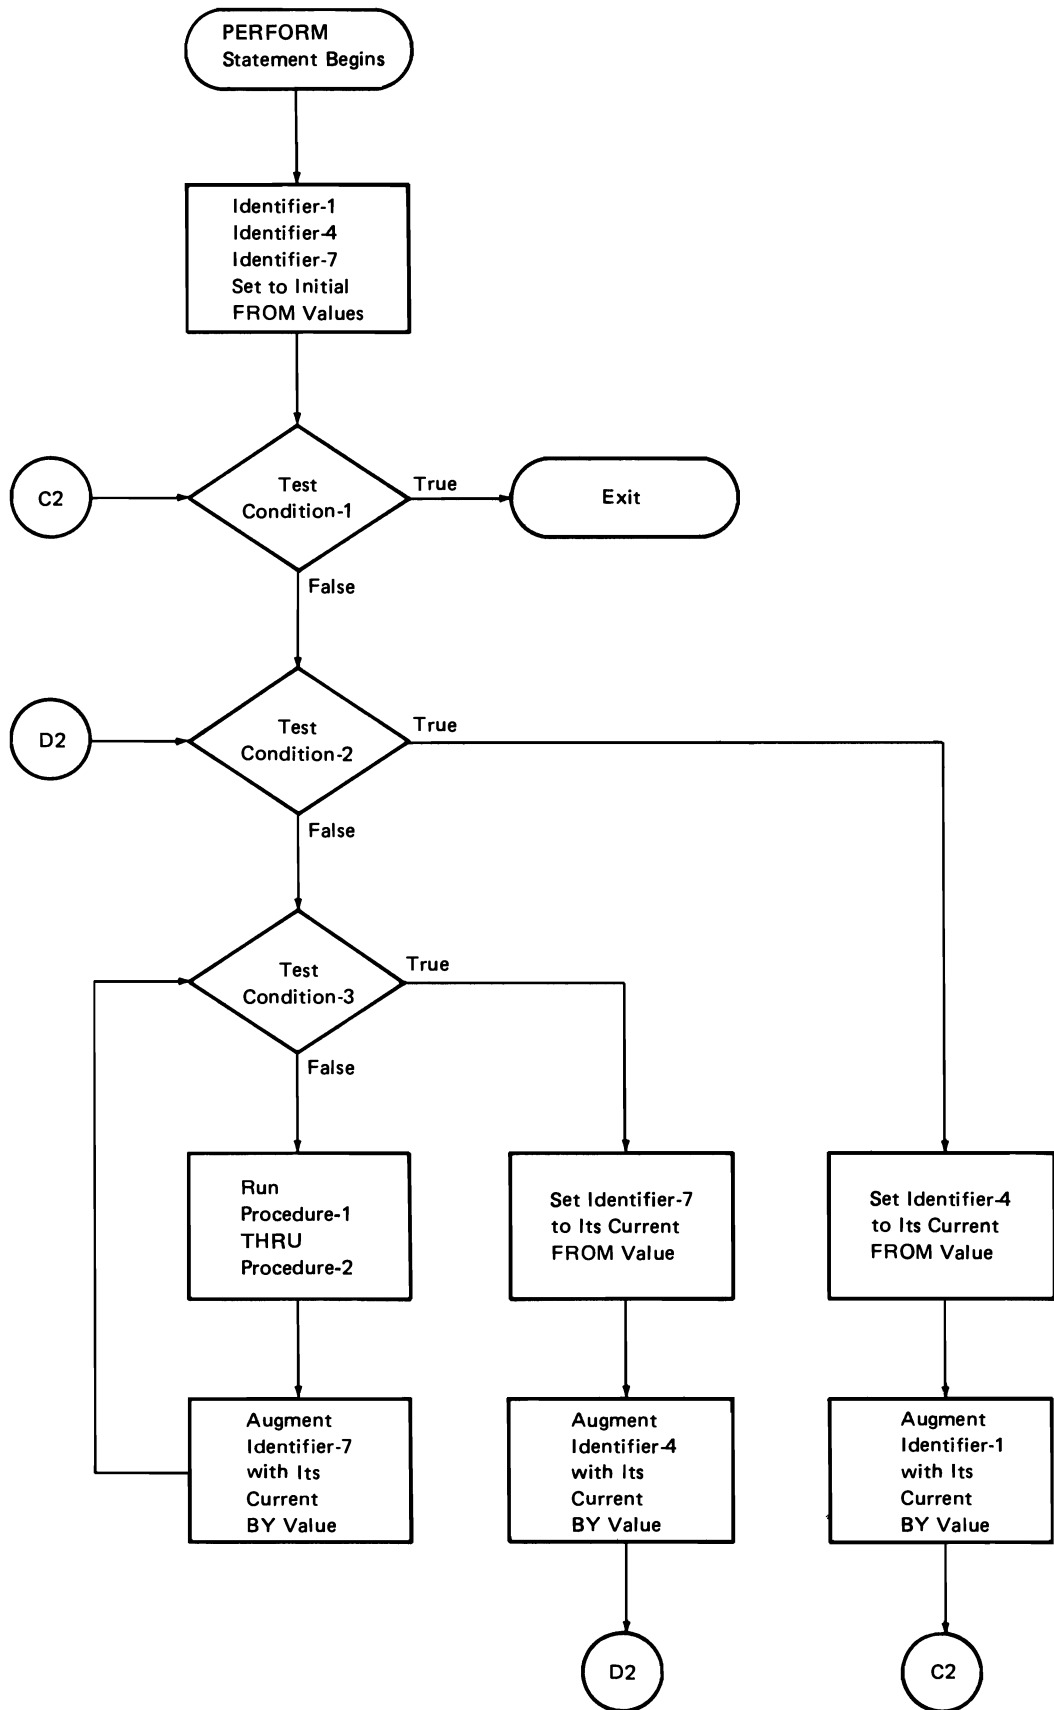 PERFORM
Statement Begins
Identifier-1
Identifier-4
Identifier-7
Set to Initial
FROM Values
C2
Test
Condition-1
True
Exit
False
D2
Test
Condition-2
True
False
Test
Condition-3
True
False
Run
Procedure-1
THRU
Procedure-2
Set Identifier-7
to Its Current
FROM Value
Set Identifier-4
to Its Current
FROM Value
Augment
Identifier-7
with Its
Current
BY Value
Augment
Identifier-4
with Its
Current
BY Value
Augment
Identifier-1
with Its
Current
BY Value
D2
C2